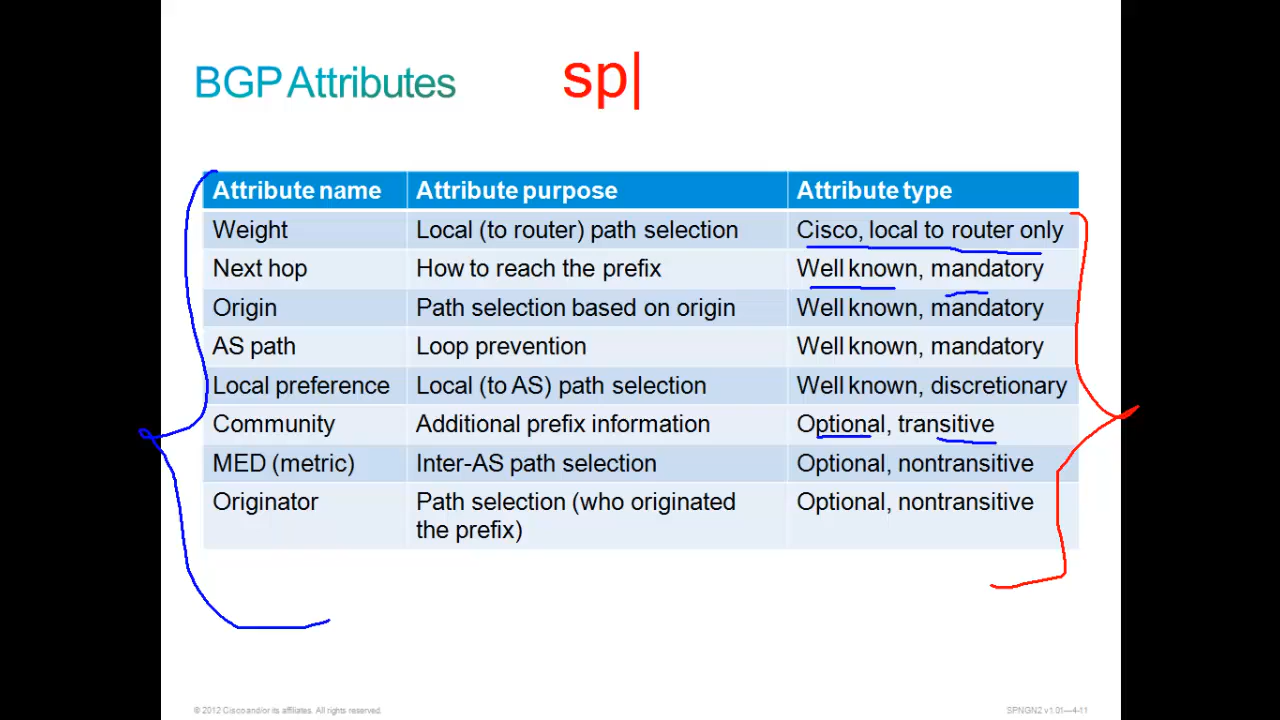 BGP Attributes sp|
Attribute name Attribute purpose Attribute type
Weight Local (to router) path selection Cisco, local to router only
Next hop How to reach the prefix Well known, mandatory
Origin Path selection based on origin Well known, mandatory
AS path Loop prevention Well known, mandatory
Local preference Local (to AS) path selection Well known, discretionary
Community Additional prefix information Optional, transitive
MED (metric) Inter-AS path selection Optional, nontransitive
Originator Path selection (who originated Optional, nontransitive
the prefix)
© 2012 Cisco and/or its affiliates. All rights reserved. SPNGN2 v1.01—4-11